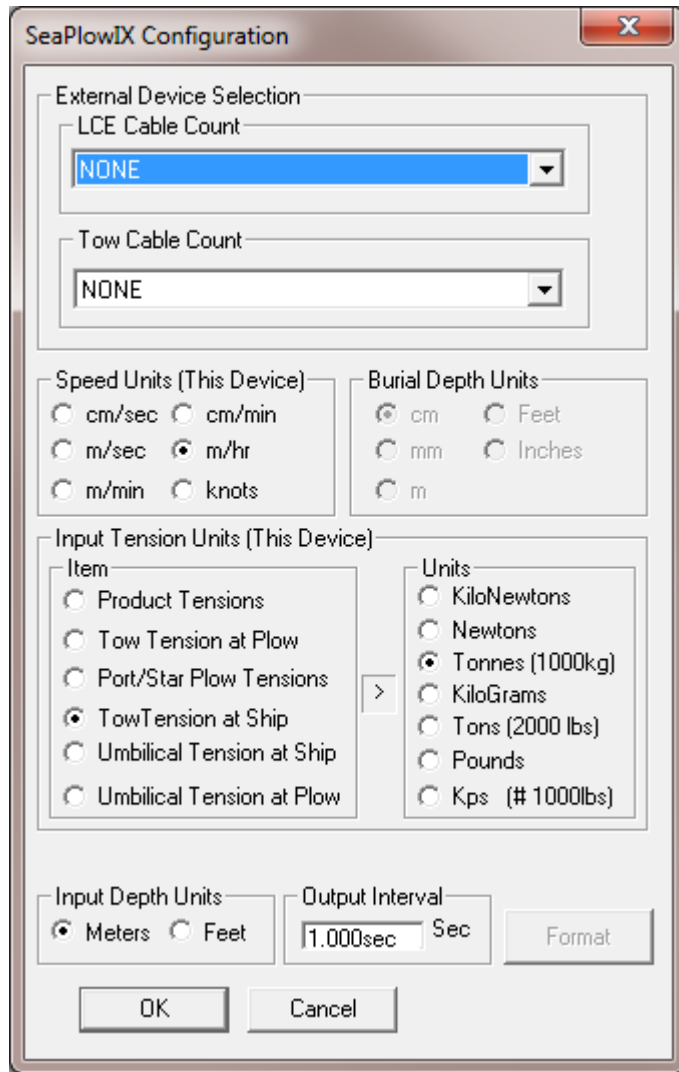 SeaPlowIX Configuration
External Device Selection
LCE Cable Count
NONE
Tow Cable Count
NONE
Speed Units (This Device)
cm/sec cm/min
m/sec m/hr
m/min knots
Burial Depth Units
cm Feet
mm Inches
m
Input Tension Units (This Device)
Item
Product Tensions
Tow Tension at Plow
Port/Star Plow Tensions
TowTension at Ship
Umbilical Tension at Ship
Umbilical Tension at Plow
>
Units
KiloNewtons
Newtons
Tonnes (1000kg)
KiloGrams
Tons (2000 lbs)
Pounds
Kps (# 1000lbs)
Input Depth Units
Meters Feet
Output Interval
1.000sec Sec
Format
OK Cancel